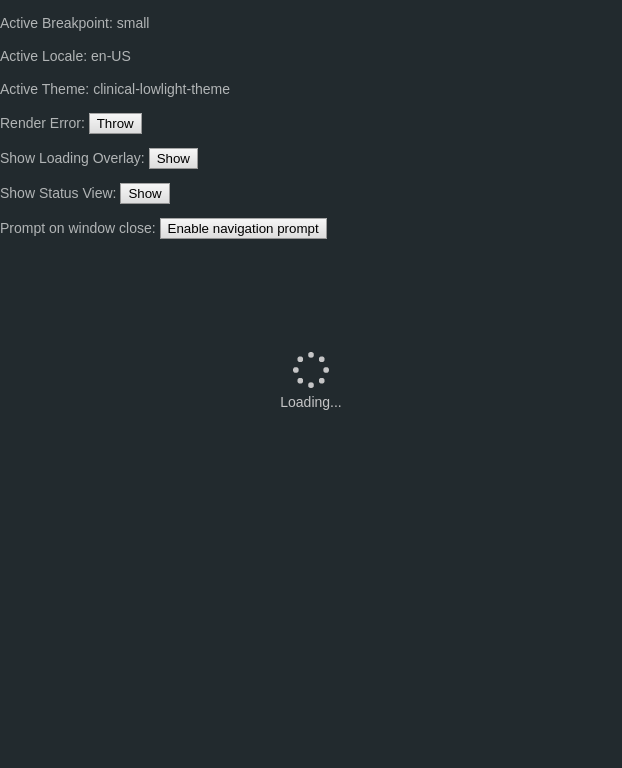 Active Breakpoint: small
Active Locale: en-US
Active Theme: clinical-lowlight-theme
Render Error: Throw
Show Loading Overlay: Show
Show Status View: Show
Prompt on window close: Enable navigation prompt
Loading...